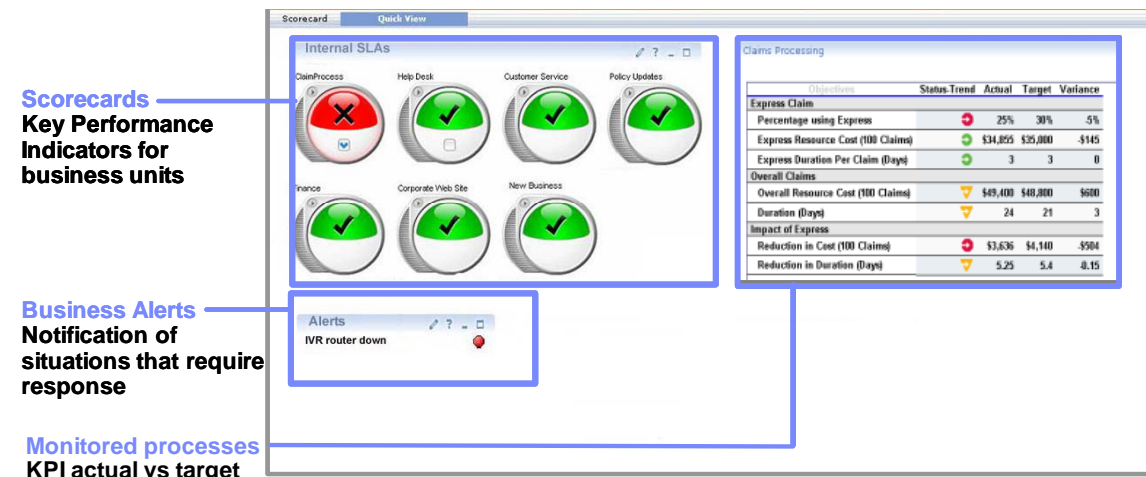 Scorecard Quick View
Internal SLAs
ClaimProcess Help Desk Customer Service Policy Updates
Finance Corporate Web Site New Business
Scorecards
Key Performance
Indicators for
business units
Claims Processing
Objectives Status-Trend Actual Target Variance
Express Claim
Percentage using Express 25% 30% -5%
Express Resource Cost (100 Claims) $34,855 $35,000 -$145
Express Duration Per Claim (Days) 3 3 0
Overall Claims
Overall Resource Cost (100 Claims) $49,400 $48,800 $600
Duration (Days) 24 21 3
Impact of Express
Reduction in Cost (100 Claims) $3,636 $4,140 -$504
Reduction in Duration (Days) 5.25 5.4 -0.15
Business Alerts
Notification of
situations that require
response
Alerts
IVR router down
Monitored processes
KPI actual vs target